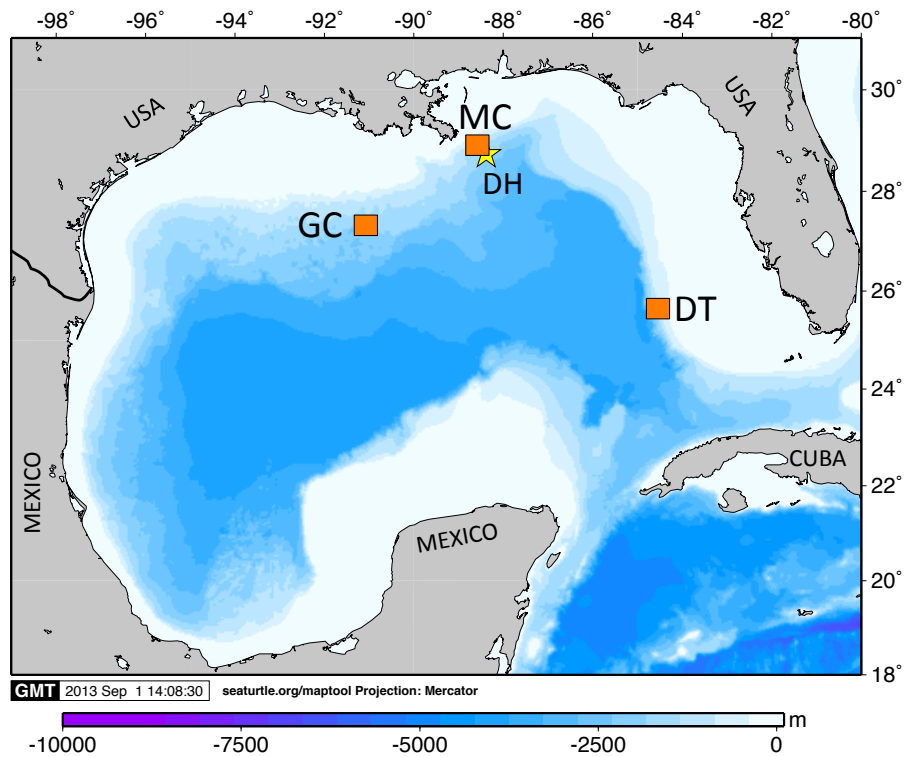 -98˚ -96˚ -94˚ -92˚ -90˚ -88˚ -86˚ -84˚ -82˚ -80˚
USA
USA
30˚
MC
DH
28˚
GC
26˚
DT
24˚
MEXICO
CUBA
22˚
MEXICO
20˚
18˚
GMT 2013 Sep 1 14:08:30 seaturtle.org/maptool Projection: Mercator
m
-10000 -7500 -5000 -2500 0